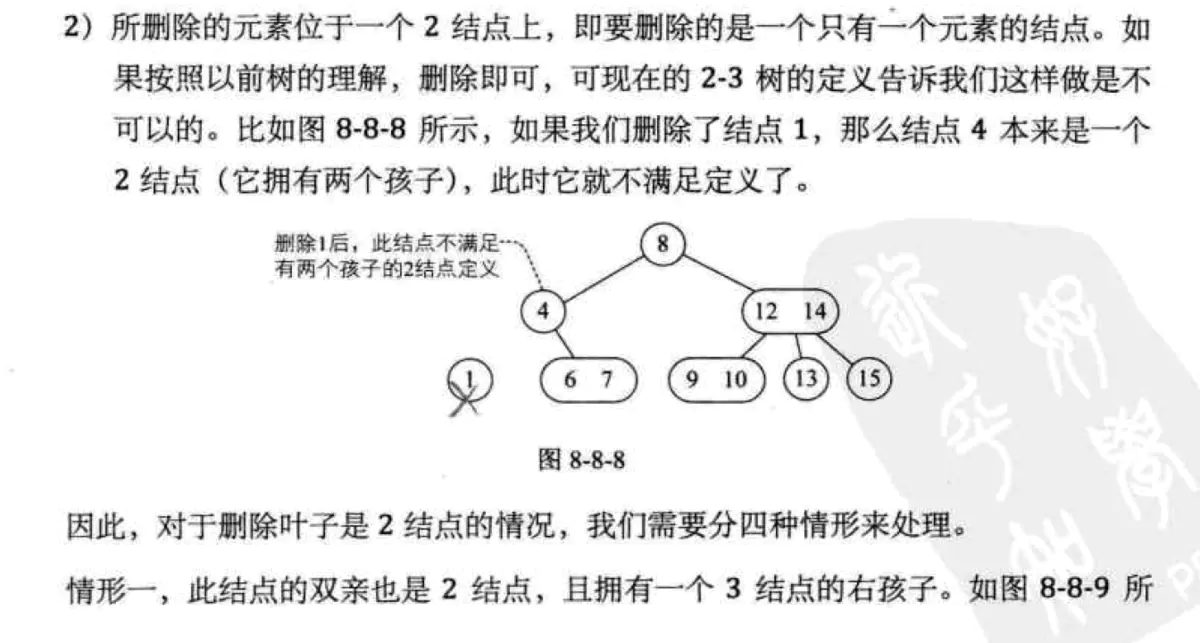 2）所删除的元素位于一个 2 结点上，即要删除的是一个只有一个元素的结点。如
果按照以前树的理解，删除即可，可现在的 2-3 树的定义告诉我们这样做是不
可以的。比如图 8-8-8 所示，如果我们删除了结点 1，那么结点 4 本来是一个
2 结点（它拥有两个孩子），此时它就不满足定义了。
删除1后，此结点不满足
有两个孩子的2结点定义
8
4
12 14
1
6 7
9 10
13
15
图 8-8-8
因此，对于删除叶子是 2 结点的情况，我们需要分四种情形来处理。
情形一，此结点的双亲也是 2 结点，且拥有一个 3 结点的右孩子。如图 8-8-9 所